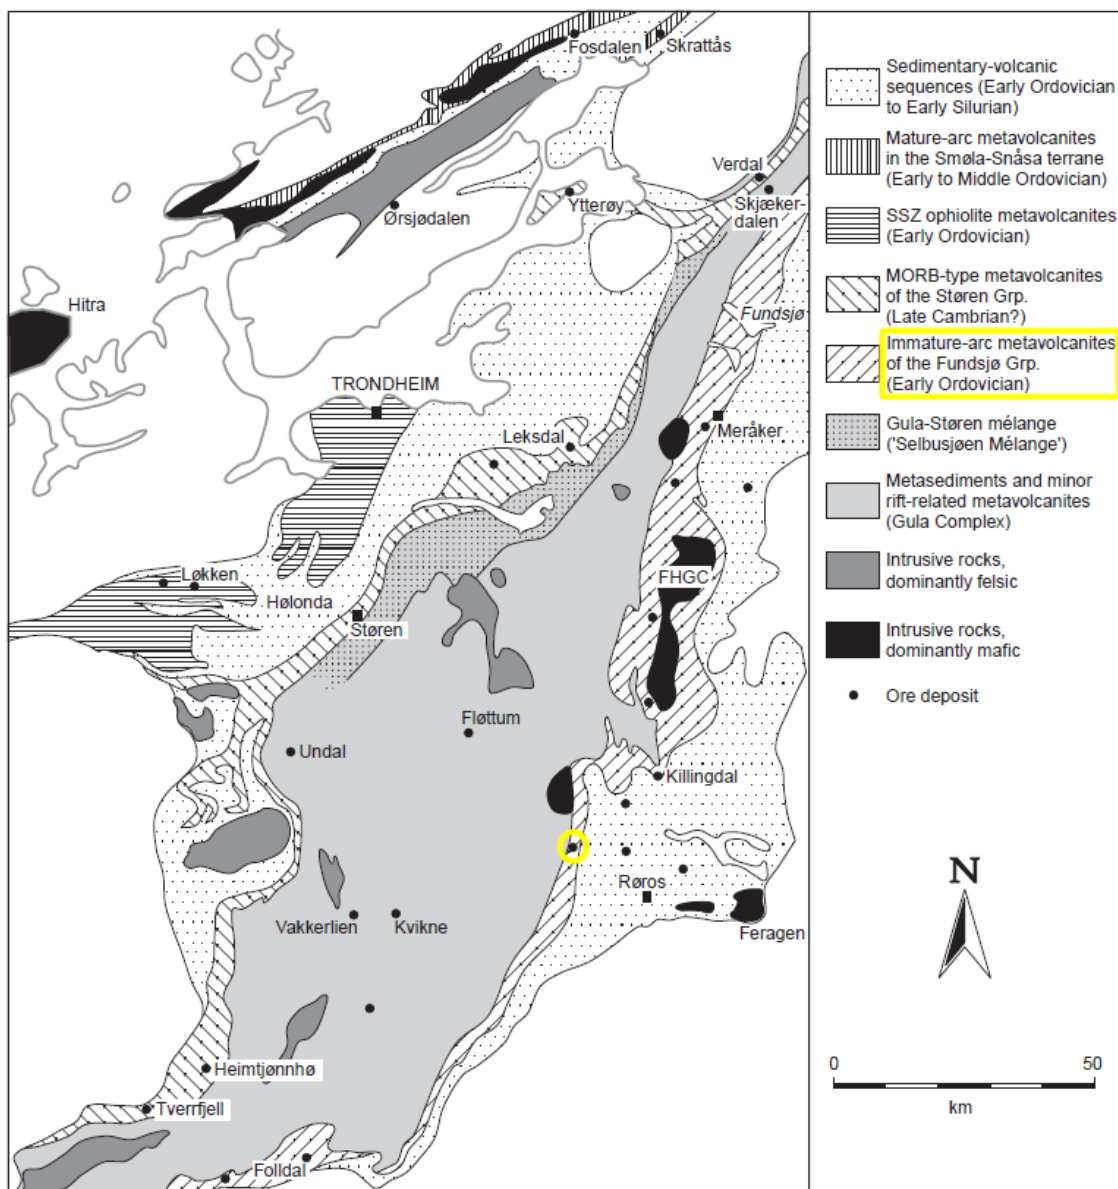 Fosdalen
Skrattås
Verdal
Skjæker-
dalen
Ytterøy
Ørsjødalen
Hitra
Fundsjø
TRONDHEIM
Leksdal
Meråker
Løkken
FHGC
Hølonda
Støren
Fløttum
Undal
Killingdal
Røros
Vakkerlien
Kvikne
Feragen
Heimtjønnhø
Tverrfjell
Folldal
Sedimentary-volcanic
sequences (Early Ordovician
to Early Silurian)
Mature-arc metavolcanites
in the Smøla-Snåsa terrane
(Early to Middle Ordovician)
SSZ ophiolite metavolcanites
(Early Ordovician)
MORB-type metavolcanites
of the Støren Grp.
(Late Cambrian?)
Immature-arc metavolcanites
of the Fundsjø Grp.
(Early Ordovician)
Gula-Støren mélange
('Selbusjøen Mélange')
Metasediments and minor
rift-related metavolcanites
(Gula Complex)
Intrusive rocks,
dominantly felsic
Intrusive rocks,
dominantly mafic
Ore deposit
N
0 50
km